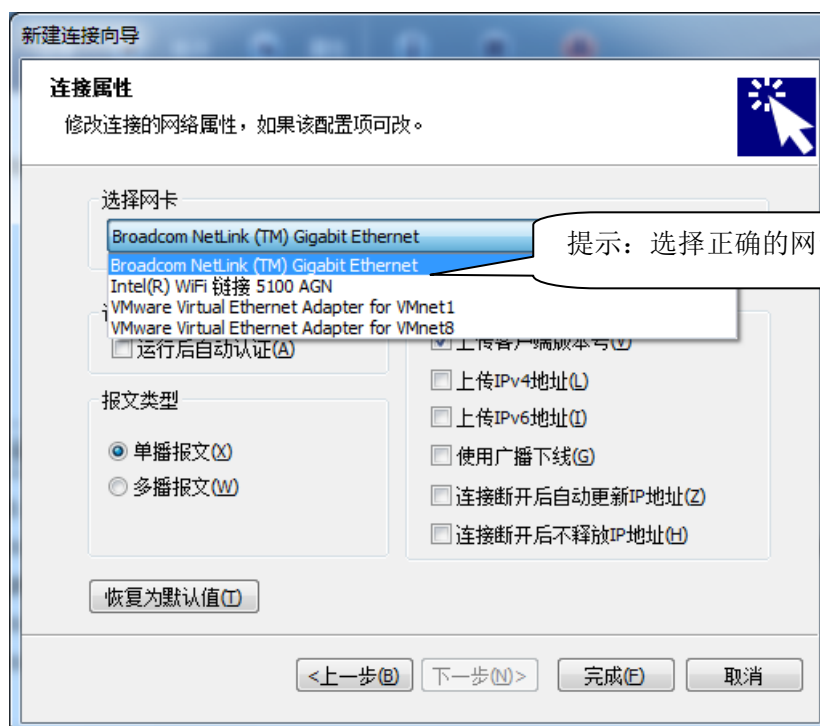 新建连接向导
连接属性
修改连接的网络属性，如果该配置项可改。
选择网卡
Broadcom NetLink (TM) Gigabit Ethernet
提示：选择正确的网
Broadcom NetLink (TM) Gigabit Ethernet
Intel(R) WiFi 链接 5100 AGN
VMware Virtual Ethernet Adapter for VMnet1
VMware Virtual Ethernet Adapter for VMnet8
运行后自动认证(A)
上传客户端版本号(V)
上传IPv4地址(L)
报文类型
上传IPv6地址(I)
单播报文(X)
使用广播下线(G)
多播报文(W)
连接断开后自动更新IP地址(Z)
连接断开后不释放IP地址(H)
恢复为默认值(T)
<上一步(B)
下一步(N)>
完成(F)
取消